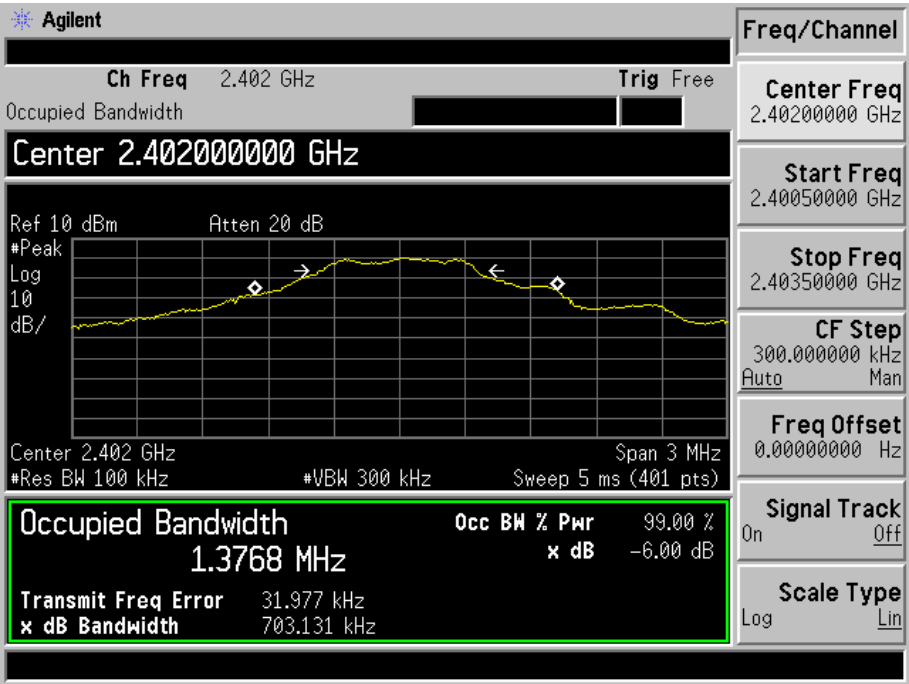 Agilent
Freq/Channel
Ch Freq 2.402 GHz Trig Free
Occupied Bandwidth
Center 2.402000000 GHz
Ref 10 dBm Atten 20 dB
#Peak
Log
10
dB/
Center 2.402 GHz Span 3 MHz
#Res BW 100 kHz #VBW 300 kHz Sweep 5 ms (401 pts)
Occupied Bandwidth
1.3768 MHz
Occ BW % Pwr 99.00 %
x dB -6.00 dB
Transmit Freq Error 31.977 kHz
x dB Bandwidth 703.131 kHz
Center Freq
2.40200000 GHz
Start Freq
2.40050000 GHz
Stop Freq
2.40350000 GHz
CF Step
300.000000 kHz
Auto Man
Freq Offset
0.00000000 Hz
Signal Track
On Off
Scale Type
Log Lin